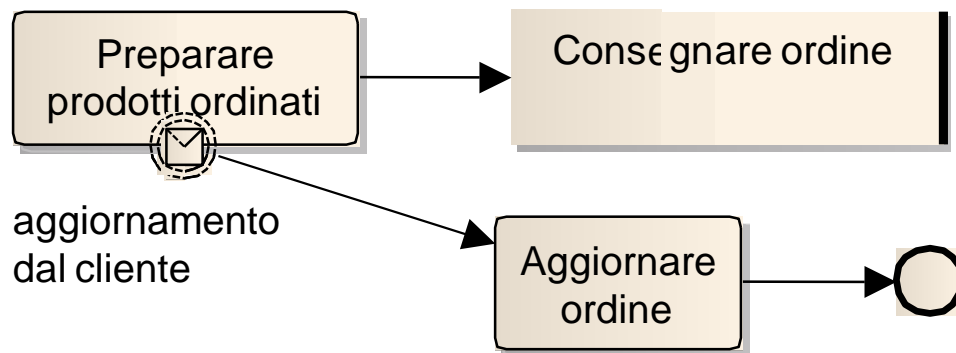 Preparare
prodotti ordinati
Consegnare ordine
aggiornamento
dal cliente
Aggiornare
ordine